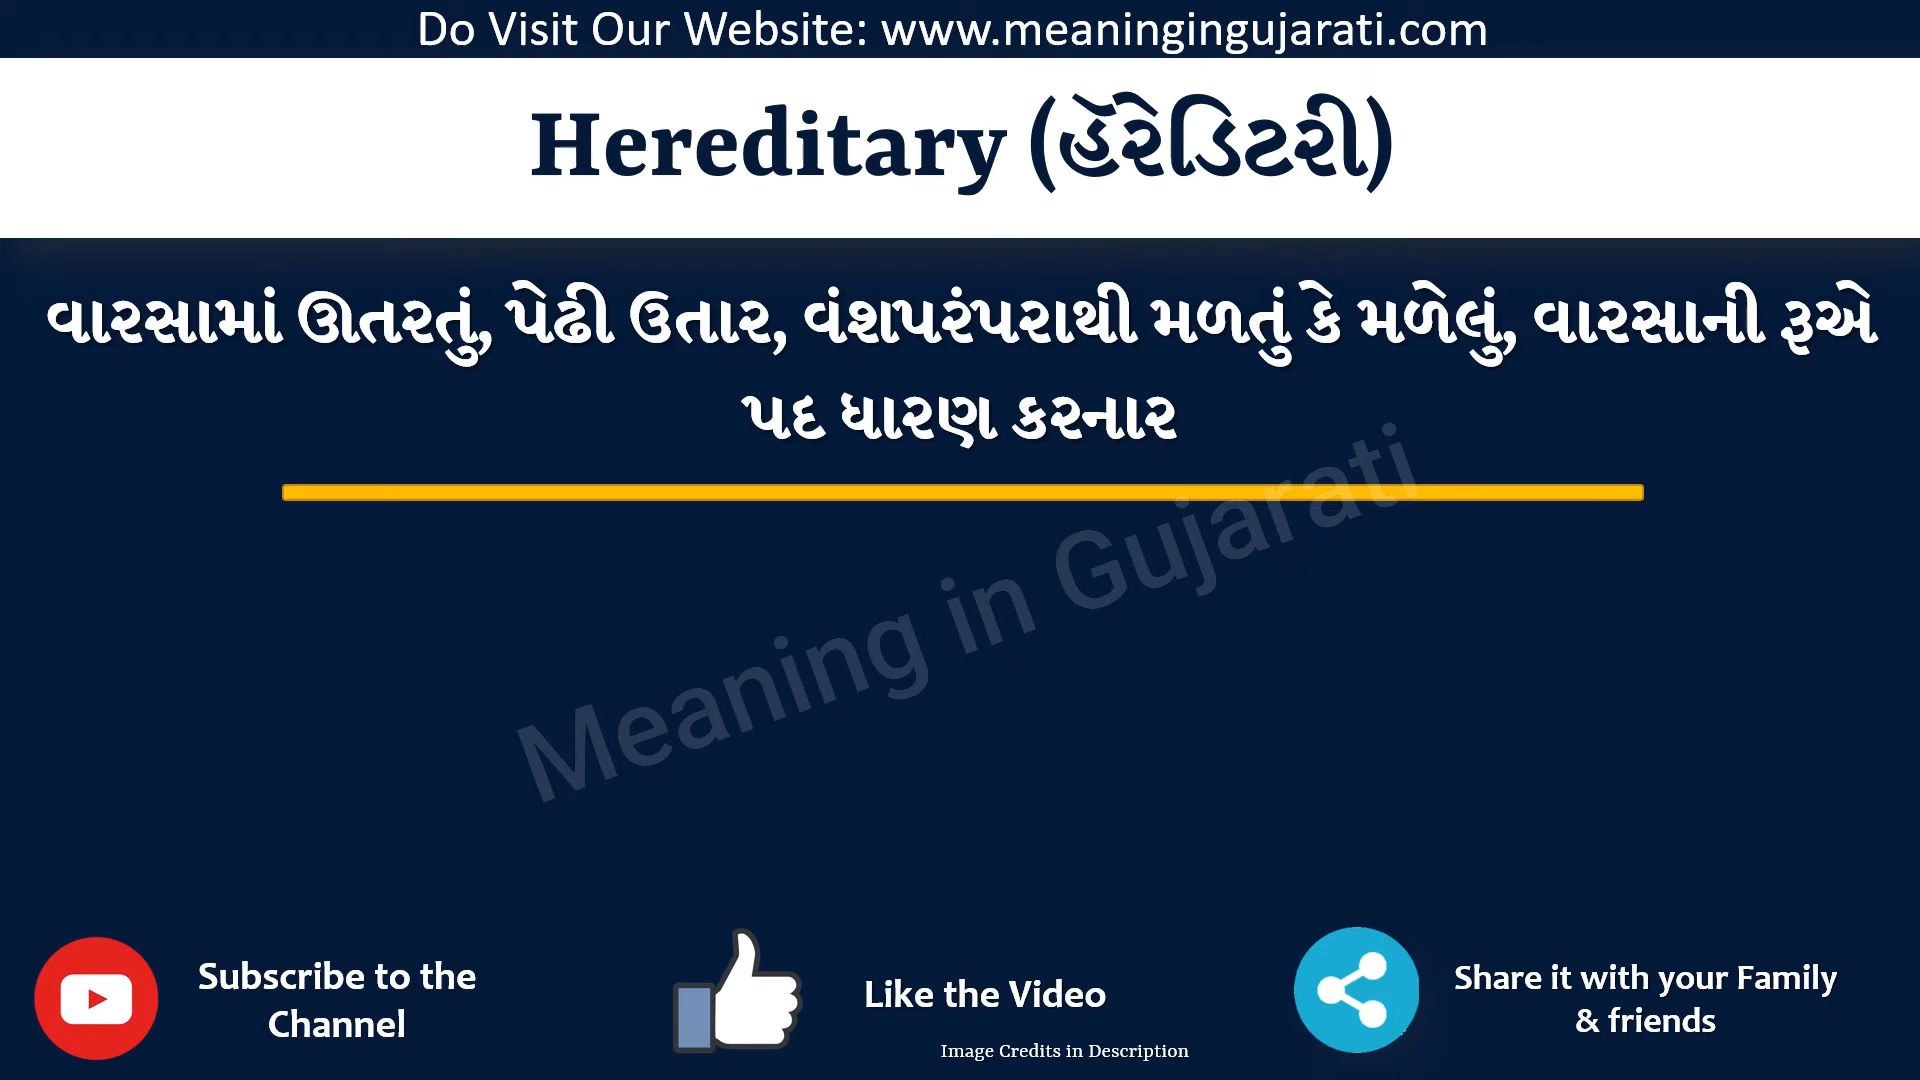 Do Visit Our Website: www.meaningingujarati.com
Hereditary (હૅરેડિટરી)
વારસામાં ઊતરતું, પેઢી ઉતાર, વંશપરંપરાથી મળતું કે મળેલું, વારસાની રૂએ
પદ ધારણ કરનાર
Meaning in Gujarati
Subscribe to the
Channel
Like the Video
Share it with your Family
& friends
Image Credits in Description